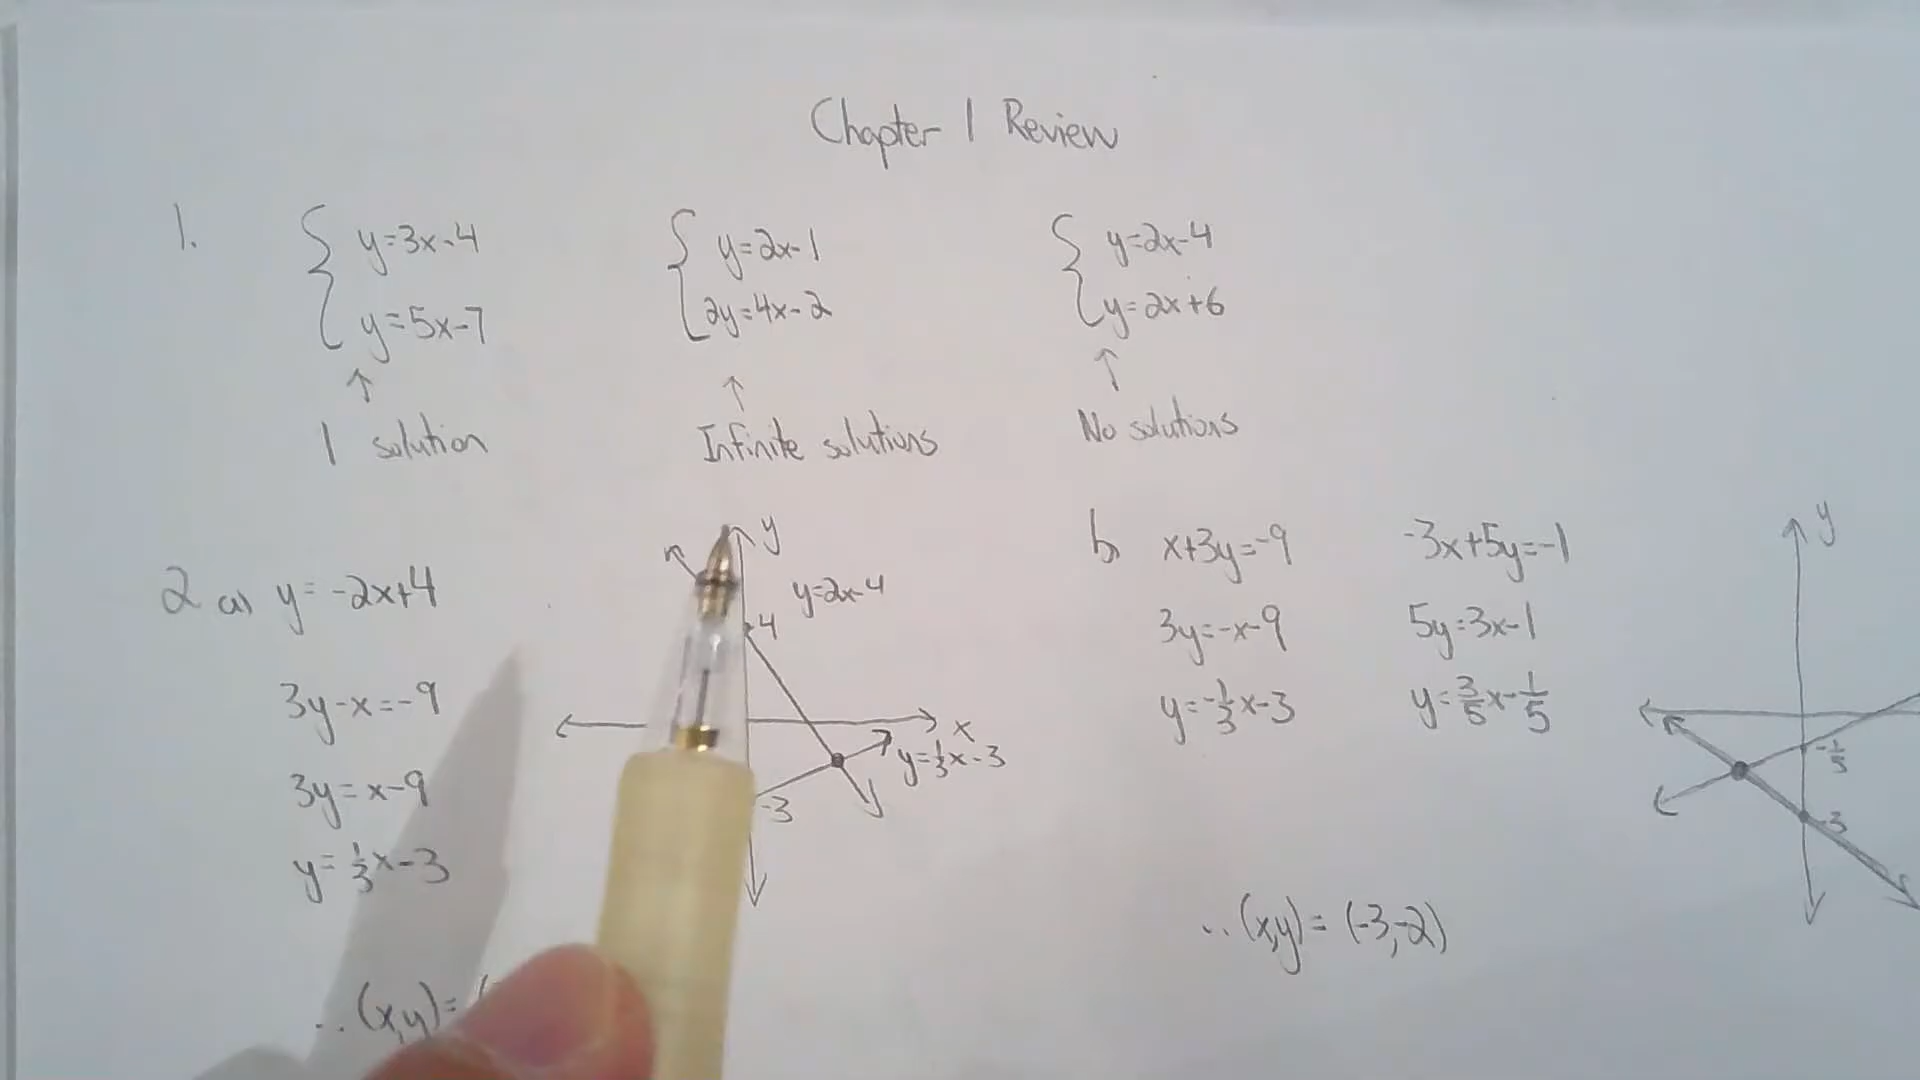 Chapter 1 Review
1.
y=3x-4
y=5x-7
1 solution
y=2x-1
2y=4x-2
Infinite solutions
y=2x-4
y=2x+6
No solutions
2 a) y=-2x+4
3y-x=-9
3y=x-9
y=1/3x-3
∴ (x,y)=(
y
y=2x-4
4
x
y=1/3x-3
-3
b) x+3y=-9
3y=-x-9
y=-1/3x-3
-3x+5y=-1
5y=3x-1
y=3/5x-1/5
∴ (x,y)=(-3,-2)
y
-1/5
-3